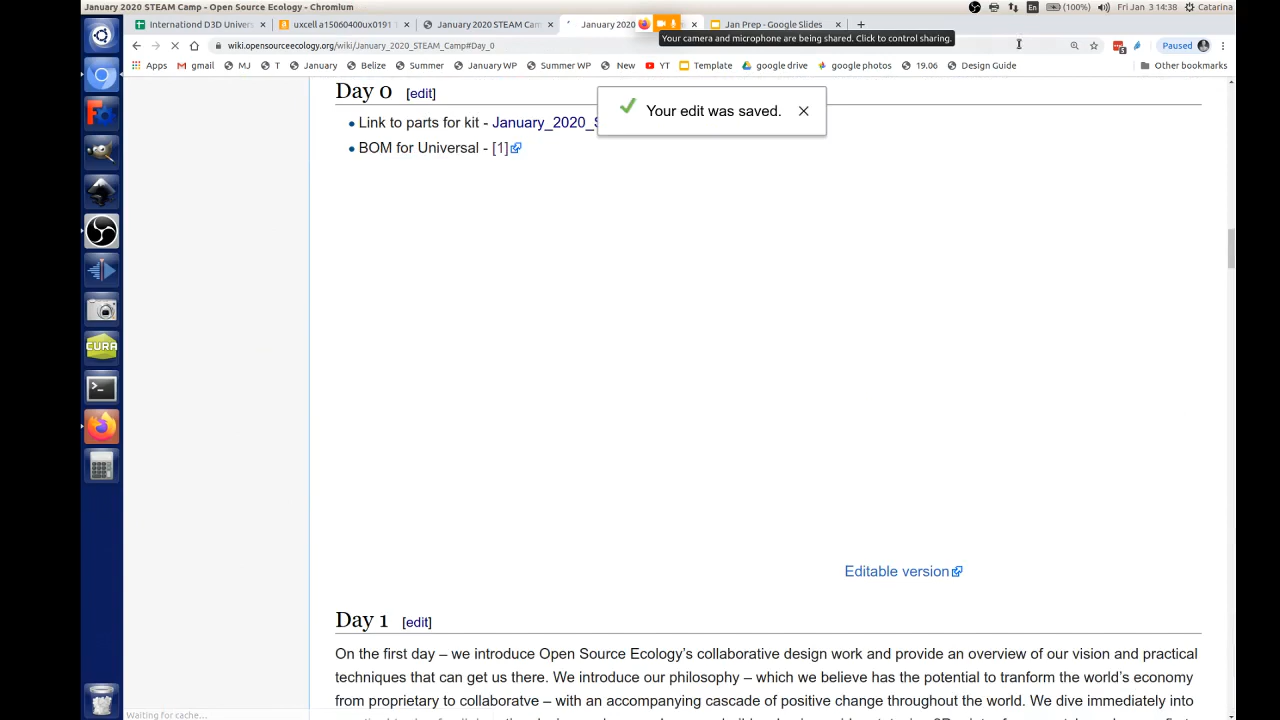 January 2020 STEAM Camp - Open Source Ecology - Chromium
En
(100%)
Fri Jan 3 14:38
Catarina
Internationd D3D Univer
uxcell a15060400ux0191
January 2020 STEAM Cam
January 2020
Jan Prep - Google Slides
Your camera and microphone are being shared. Click to control sharing.
wiki.opensourceecology.org/wiki/January_2020_STEAM_Camp#Day_0
Paused
Apps
gmail
MJ
T
January
Belize
Summer
January WP
Summer WP
New
YT
Template
google drive
google photos
19.06
Design Guide
Other bookmarks
Day 0 [edit]
Your edit was saved.
Link to parts for kit - January_2020_S
BOM for Universal - [1]
CURA
Editable version
Day 1 [edit]
On the first day – we introduce Open Source Ecology's collaborative design work and provide an overview of our vision and practical
techniques that can get us there. We introduce our philosophy – which we believe has the potential to tranform the world's economy
from proprietary to collaboratve – with an accompanying cascade of positive change throughout the world. We dive immediately into
Waiting for cache...